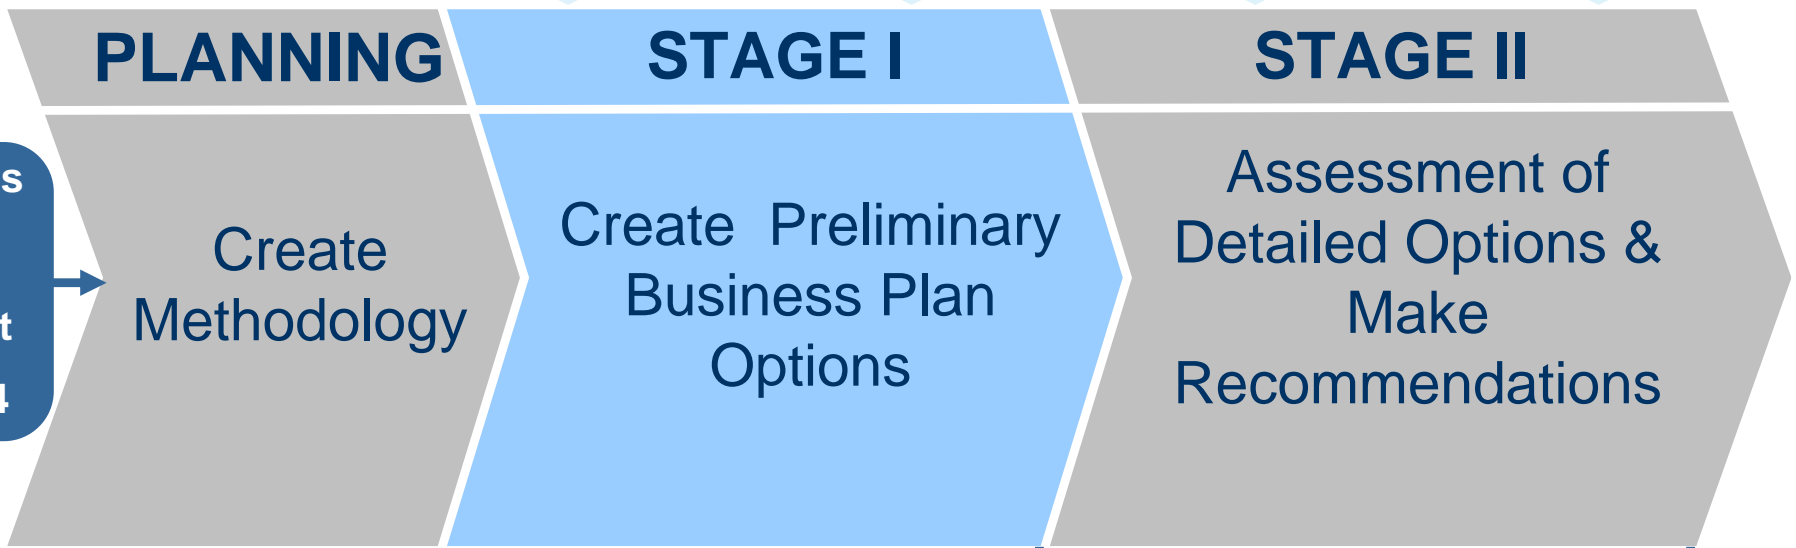 PLANNING
STAGE I
STAGE II
Create
Methodology
Create  Preliminary
Business Plan
Options
Assessment of
Detailed Options &
Make
Recommendations